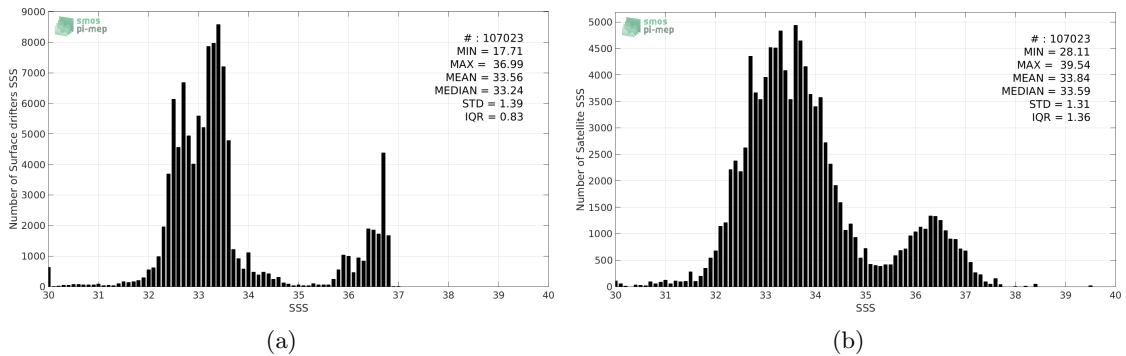 smos
pi-mep
# : 107023
MIN = 17.71
MAX = 36.99
MEAN = 33.56
MEDIAN = 33.24
STD = 1.39
IQR = 0.83
Number of Surface drifters SSS
9000
8000
7000
6000
5000
4000
3000
2000
1000
0
30 31 32 33 34 35 36 37 38 39 40
SSS
(a)
smos
pi-mep
# : 107023
MIN = 28.11
MAX = 39.54
MEAN = 33.84
MEDIAN = 33.59
STD = 1.31
IQR = 1.36
Number of Satellite SSS
5000
4500
4000
3500
3000
2500
2000
1500
1000
500
0
30 31 32 33 34 35 36 37 38 39 40
SSS
(b)